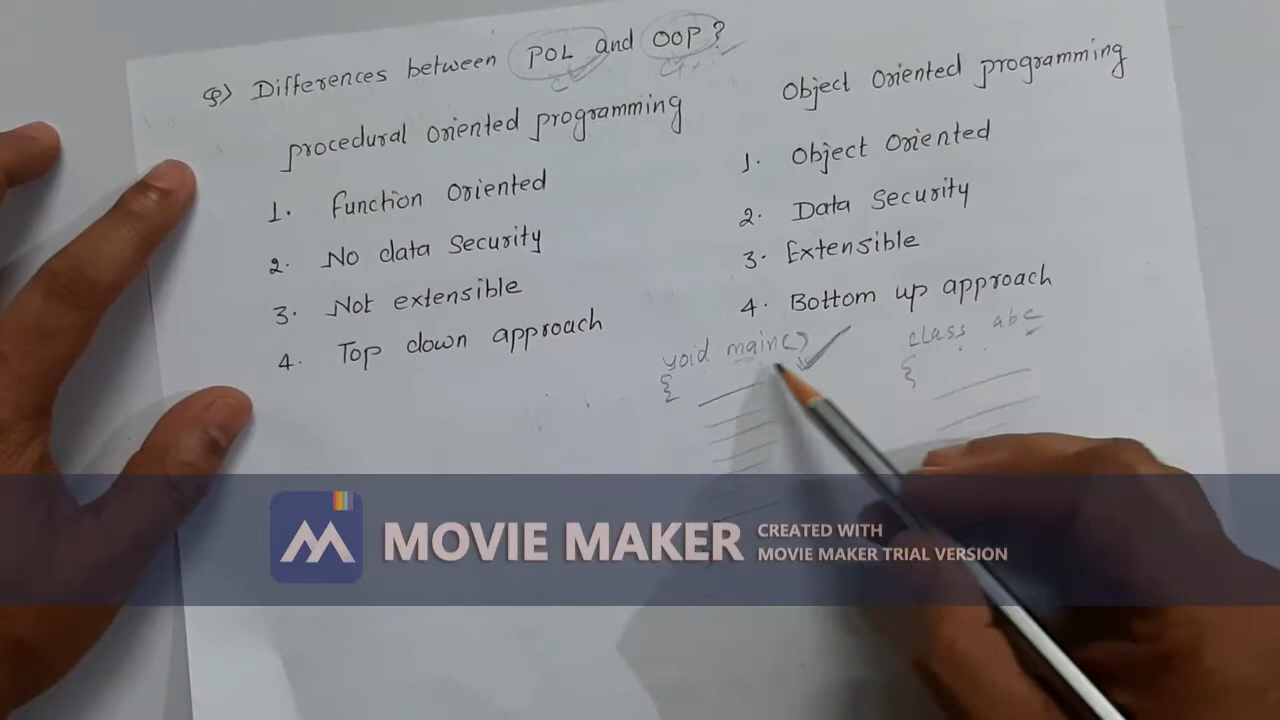 Q) Differences between POL and OOP?
C C++
procedural oriented programming
1. Function oriented
2. No data security
3. Not extensible
4. Top down approach
Object oriented programming
1. Object oriented
2. Data security
3. Extensible
4. Bottom up approach
void main()
{
class abc
{
MOVIE MAKER
CREATED WITH
MOVIE MAKER TRIAL VERSION